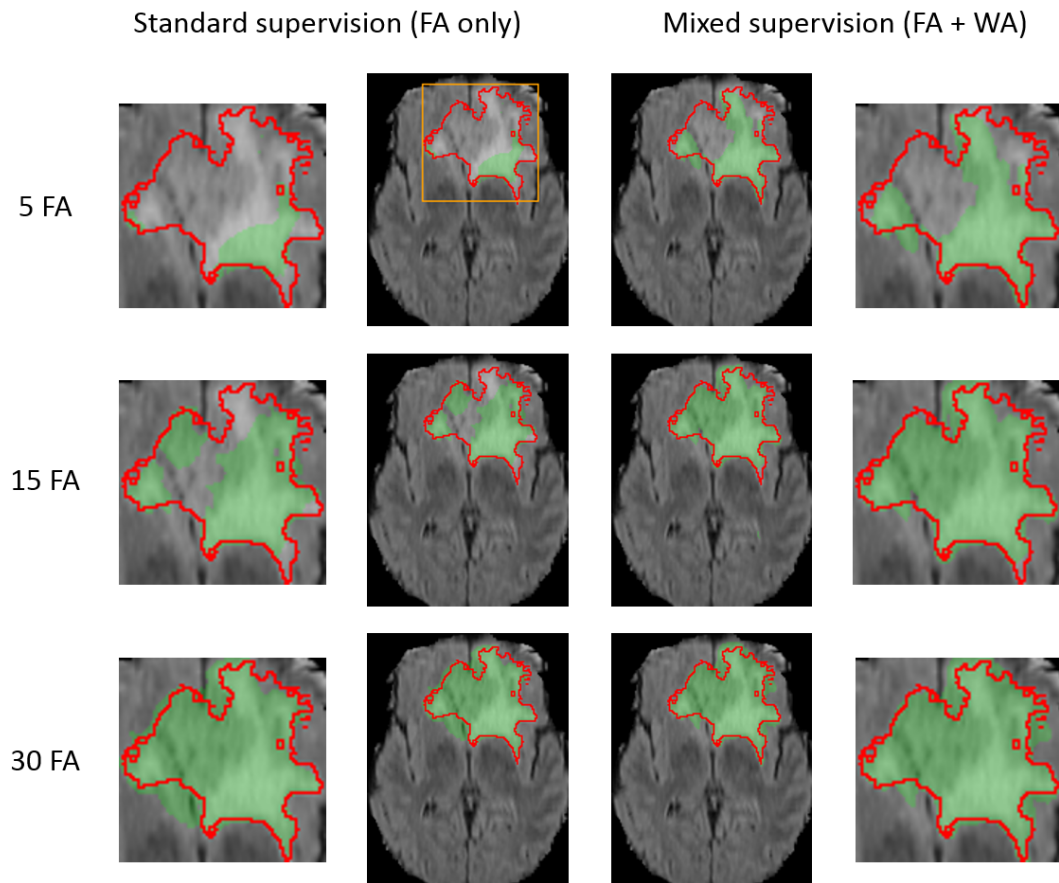 Standard supervision (FA only)
Mixed supervision (FA + WA)
5 FA
15 FA
30 FA